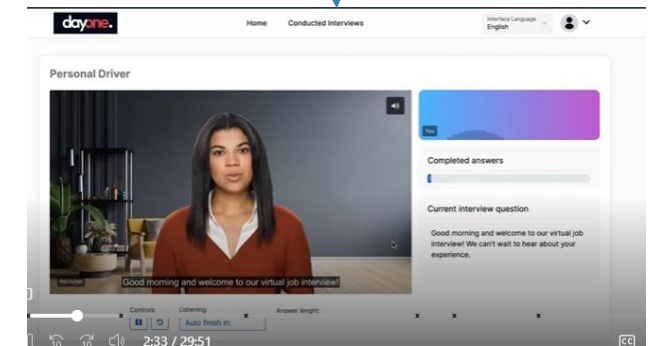 dayone.
Home
Conducted Interviews
Interface Language
English
Personal Driver
You
Completed answers
Current interview question
Good morning and welcome to our virtual job
interview! We can't wait to hear about your
experience.
Recruiter
Good morning and welcome to our virtual job interview!
Controls:
Listening:
Answer lenght:
Auto finish in:
10
10
2:33 / 29:51
CC